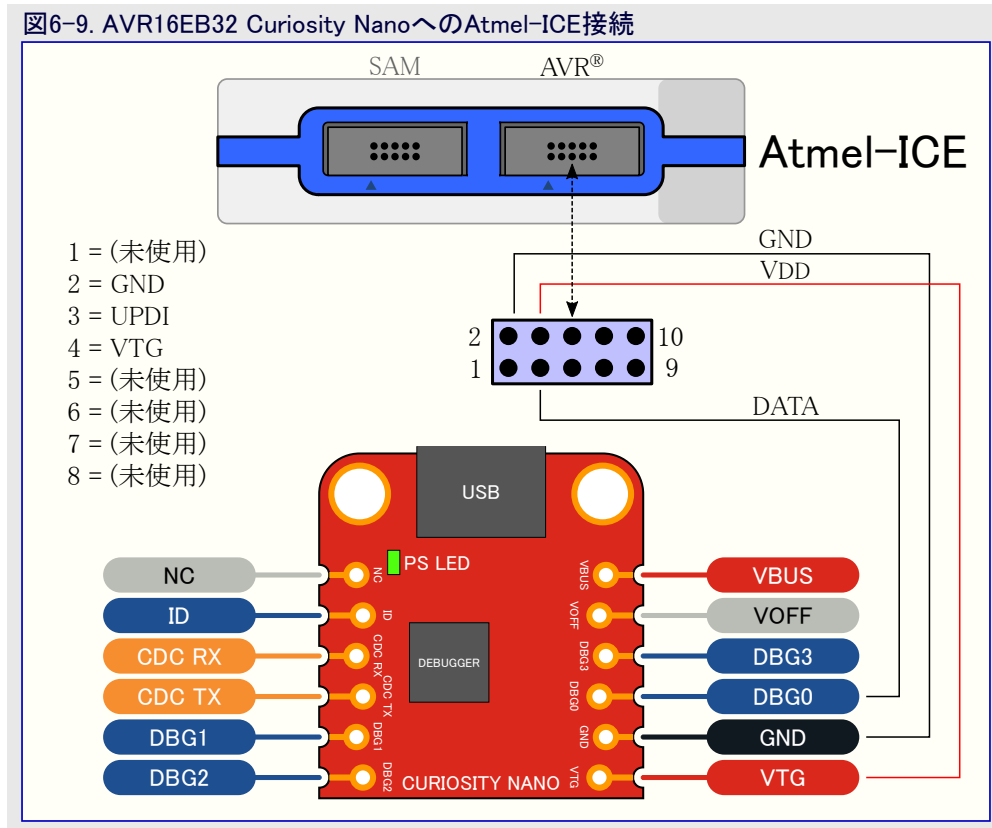 図6-9. AVR16EB32 Curiosity NanoへのAtmel-ICE接続
SAM
AVR®
Atmel-ICE
1 = (未使用)
2 = GND
3 = UPDI
4 = VTG
5 = (未使用)
6 = (未使用)
7 = (未使用)
8 = (未使用)
GND
VDD
2
10
1
9
DATA
USB
PS LED
DEBUGGER
CURIOSITY NANO
NC
ID
CDC RX
CDC TX
DBG1
DBG2
NC
ID
CDC RX
CDC TX
DBG1
DBG2
VBUS
VOFF
DBG3
DBG0
GND
VTG
VBUS
VOFF
DBG3
DBG0
GND
VTG